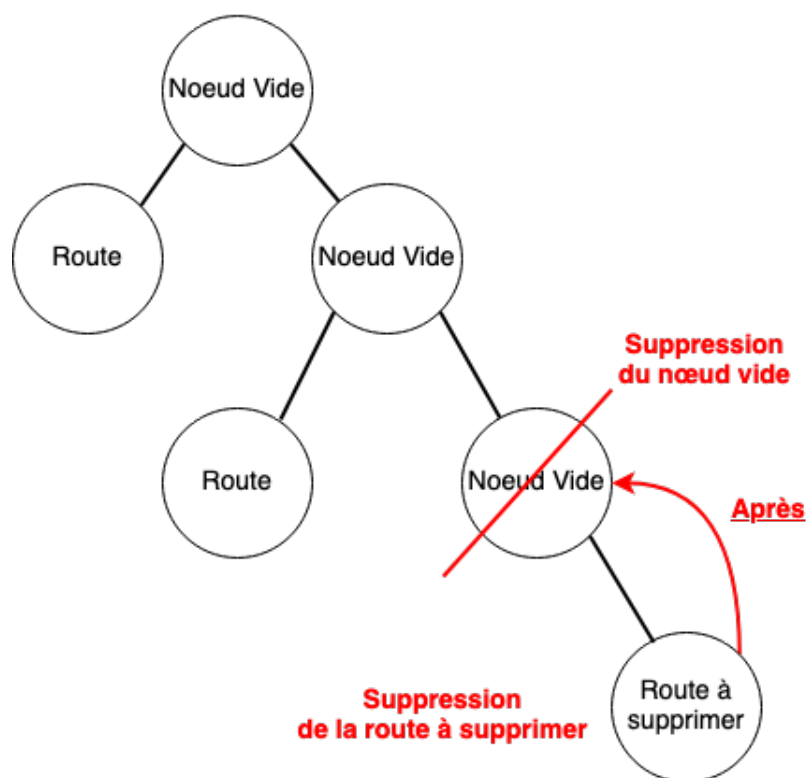 Noeud Vide
Route
Noeud Vide
Suppression
du nœud vide
Route
Noeud Vide
Après
Suppression
de la route à supprimer
Route à
supprimer